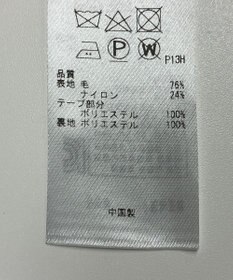 P W P13H
品質
表地 毛 76%
ナイロン 24%
テープ部分
ポリエステル 100%
裏地 ポリエステル 100%
中国製